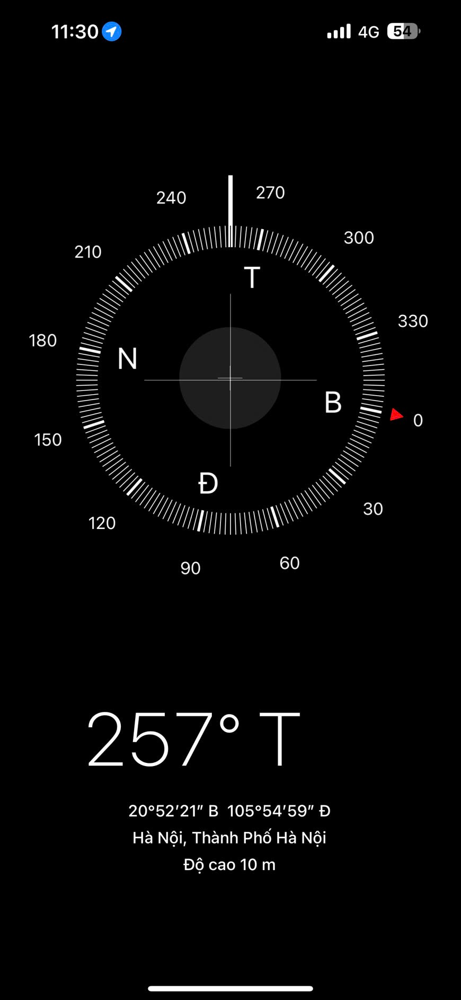 11:30 4G 54
240 270
210 300
330
180 T
N
B
0
150
Đ
30
120
90 60
257° T
20°52′21″ B 105°54′59″ Đ
Hà Nội, Thành Phố Hà Nội
Độ cao 10 m